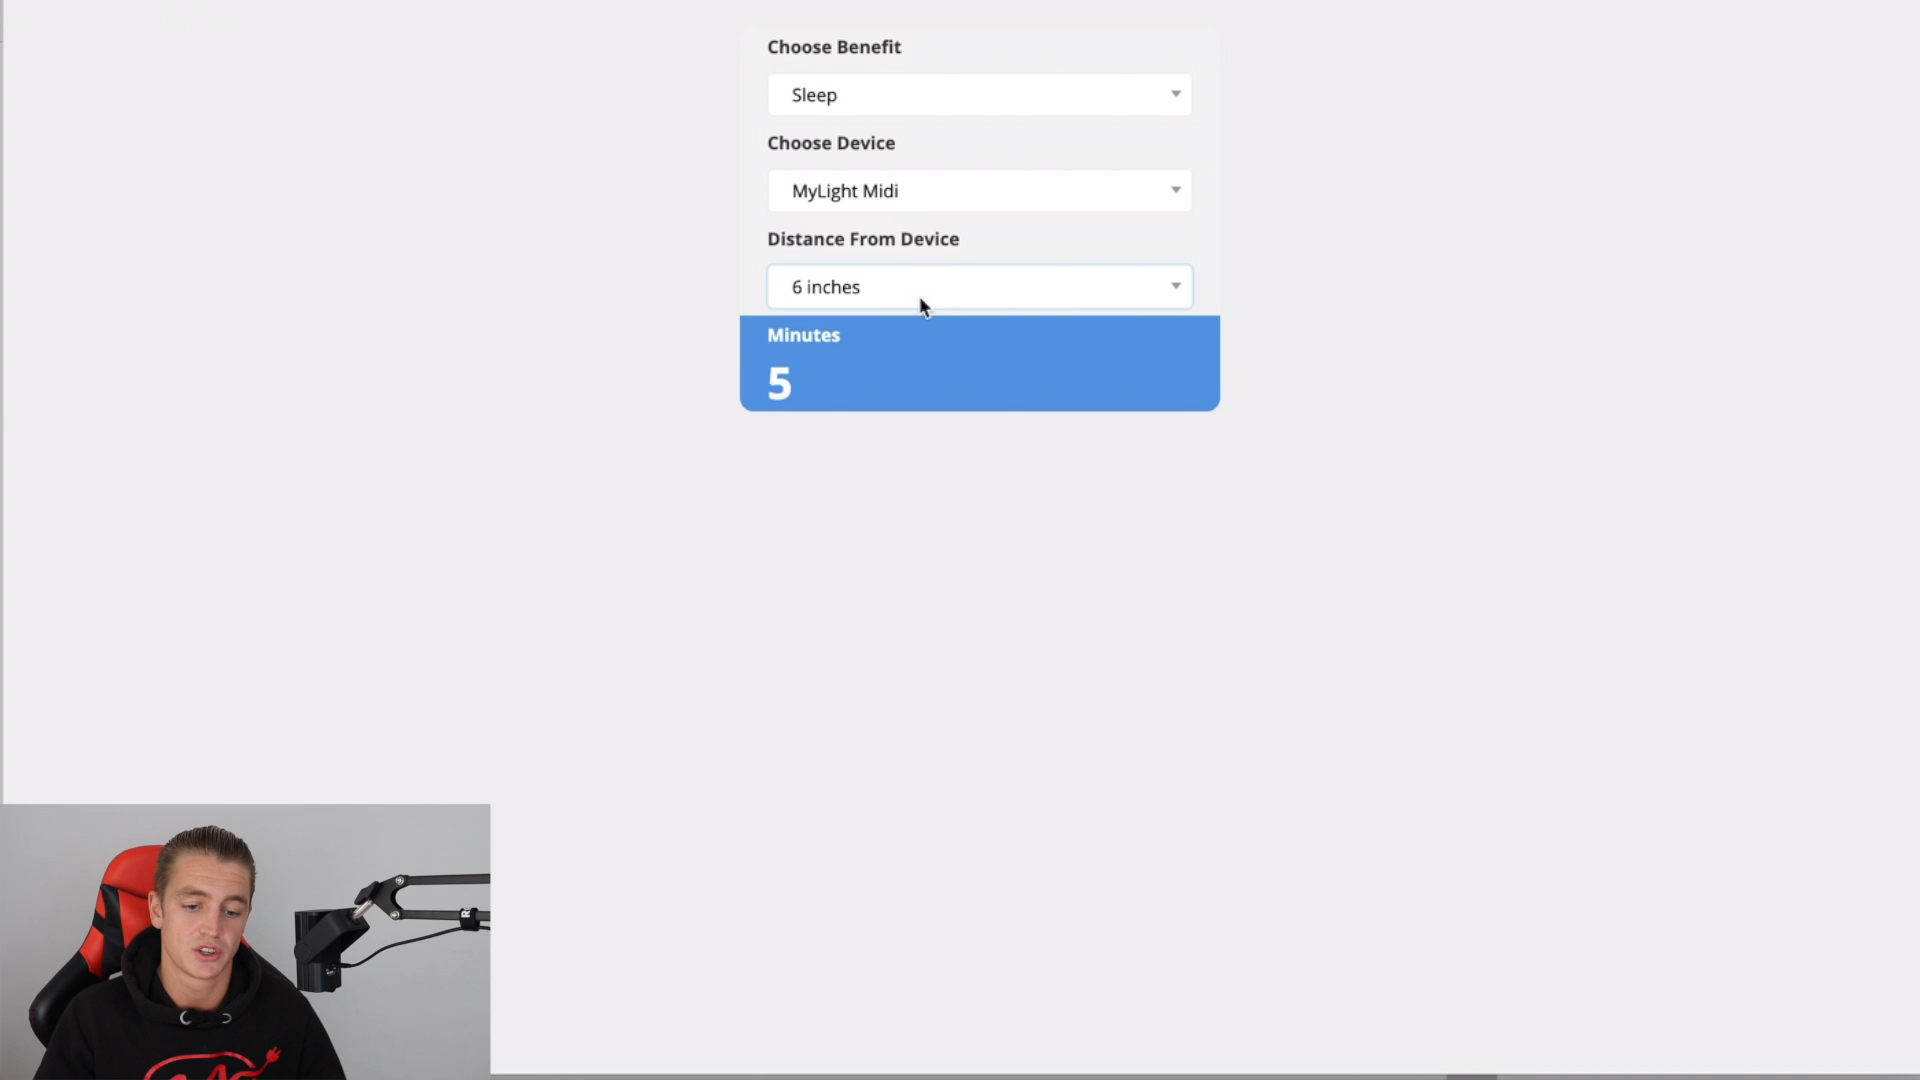 Choose Benefit
Sleep
Choose Device
MyLight Midi
Distance From Device
6 inches
Minutes
5